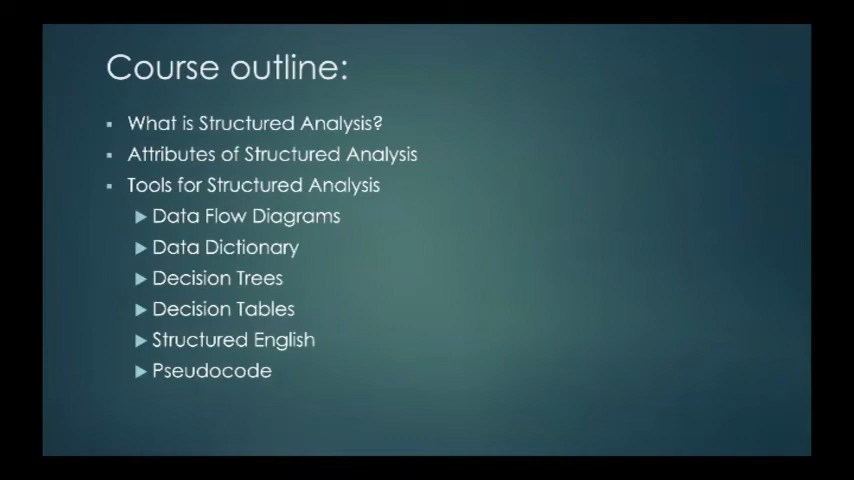 Course outline:
What is Structured Analysis?
Attributes of Structured Analysis
Tools for Structured Analysis
Data Flow Diagrams
Data Dictionary
Decision Trees
Decision Tables
Structured English
Pseudocode